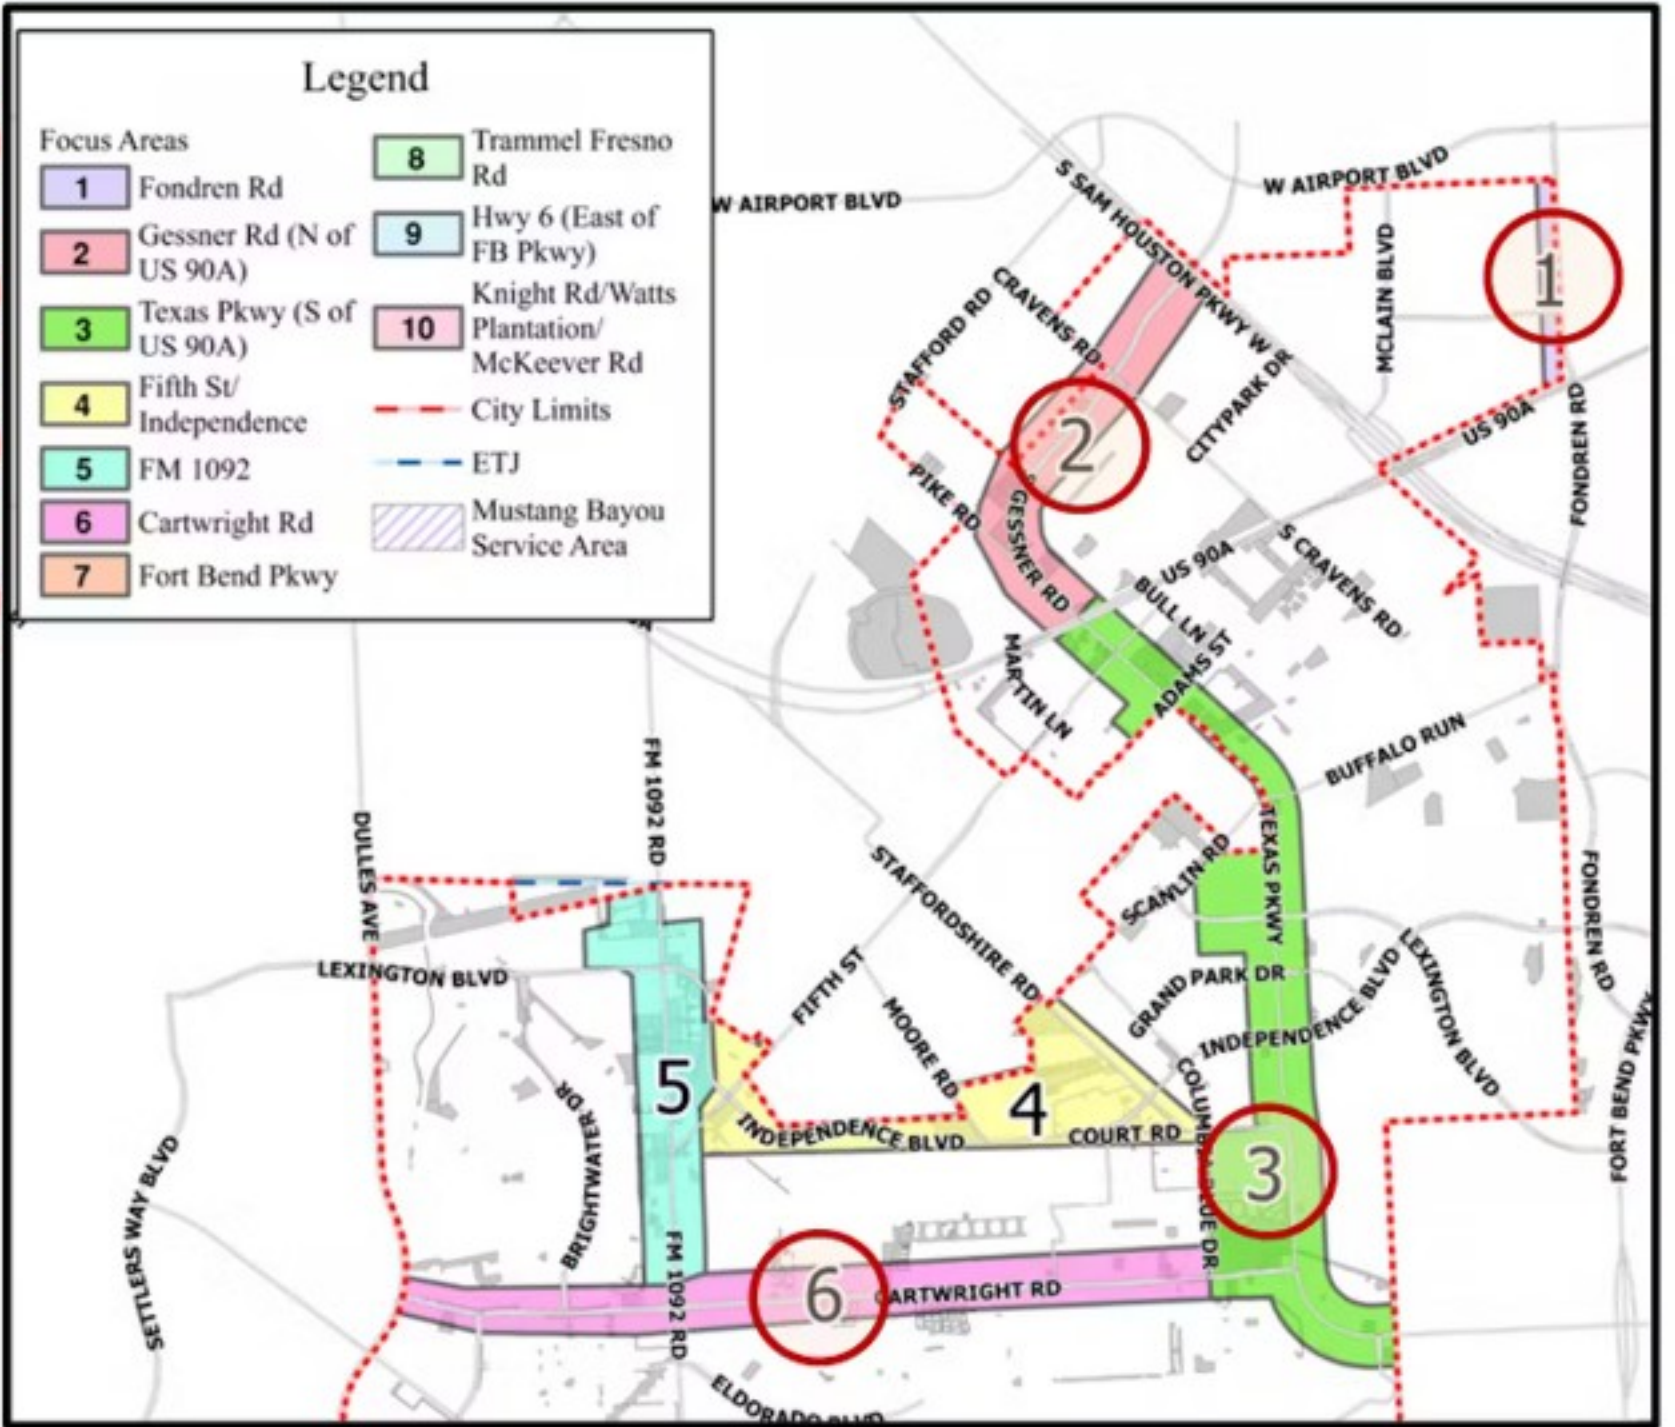 Legend
Focus Areas
1 Fondren Rd
2 Gessner Rd (N of
US 90A)
3 Texas Pkwy (S of
US 90A)
4 Fifth St/
Independence
5 FM 1092
6 Cartwright Rd
7 Fort Bend Pkwy
8 Trammel Fresno
Rd
9 Hwy 6 (East of
FB Pkwy)
10 Knight Rd/Watts
Plantation/
McKeever Rd
City Limits
ETJ
Mustang Bayou
Service Area
W AIRPORT BLVD
S SAM HOUSTON PKWY W
W AIRPORT BLVD
MCLAIN BLVD
1
CRAVENS RD
STAFFORD RD
CITYPARK DR
US 90A
FONDREN RD
2
PIKE RD
GESSNER RD
US 90A
S CRAVENS RD
BULL LN
ADAMS ST
MARTIN LN
BUFFALO RUN
FM 1092 RD
DULLES AVE
TEXAS PKWY
STAFFORDSHIRE RD
SCANLIN RD
FONDREN RD
LEXINGTON BLVD
FIFTH ST
GRAND PARK DR
LEXINGTON BLVD
INDEPENDENCE BLVD
MOORE RD
FORT BEND PKWY
5
4
BRIGHTWATER DR
INDEPENDENCE BLVD
COURT RD
3
SETTLERS WAY BLVD
FM 1092 RD
6
ARTWRIGHT RD
ELDORADO BLVD